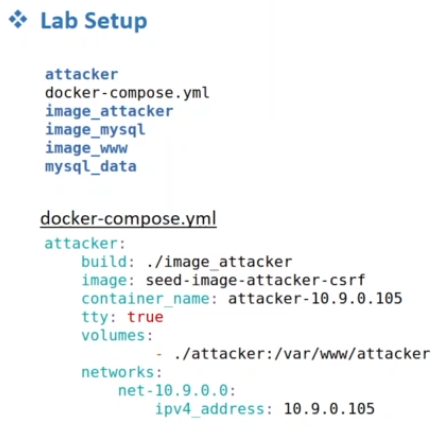 Lab Setup
attacker
docker-compose.yml
image_attacker
image_mysql
image_www
mysql_data
docker-compose.yml
attacker:
    build: ./image_attacker
    image: seed-image-attacker-csrf
    container_name: attacker-10.9.0.105
    tty: true
    volumes:
            - ./attacker:/var/www/attacker
    networks:
        net-10.9.0.0:
            ipv4_address: 10.9.0.105